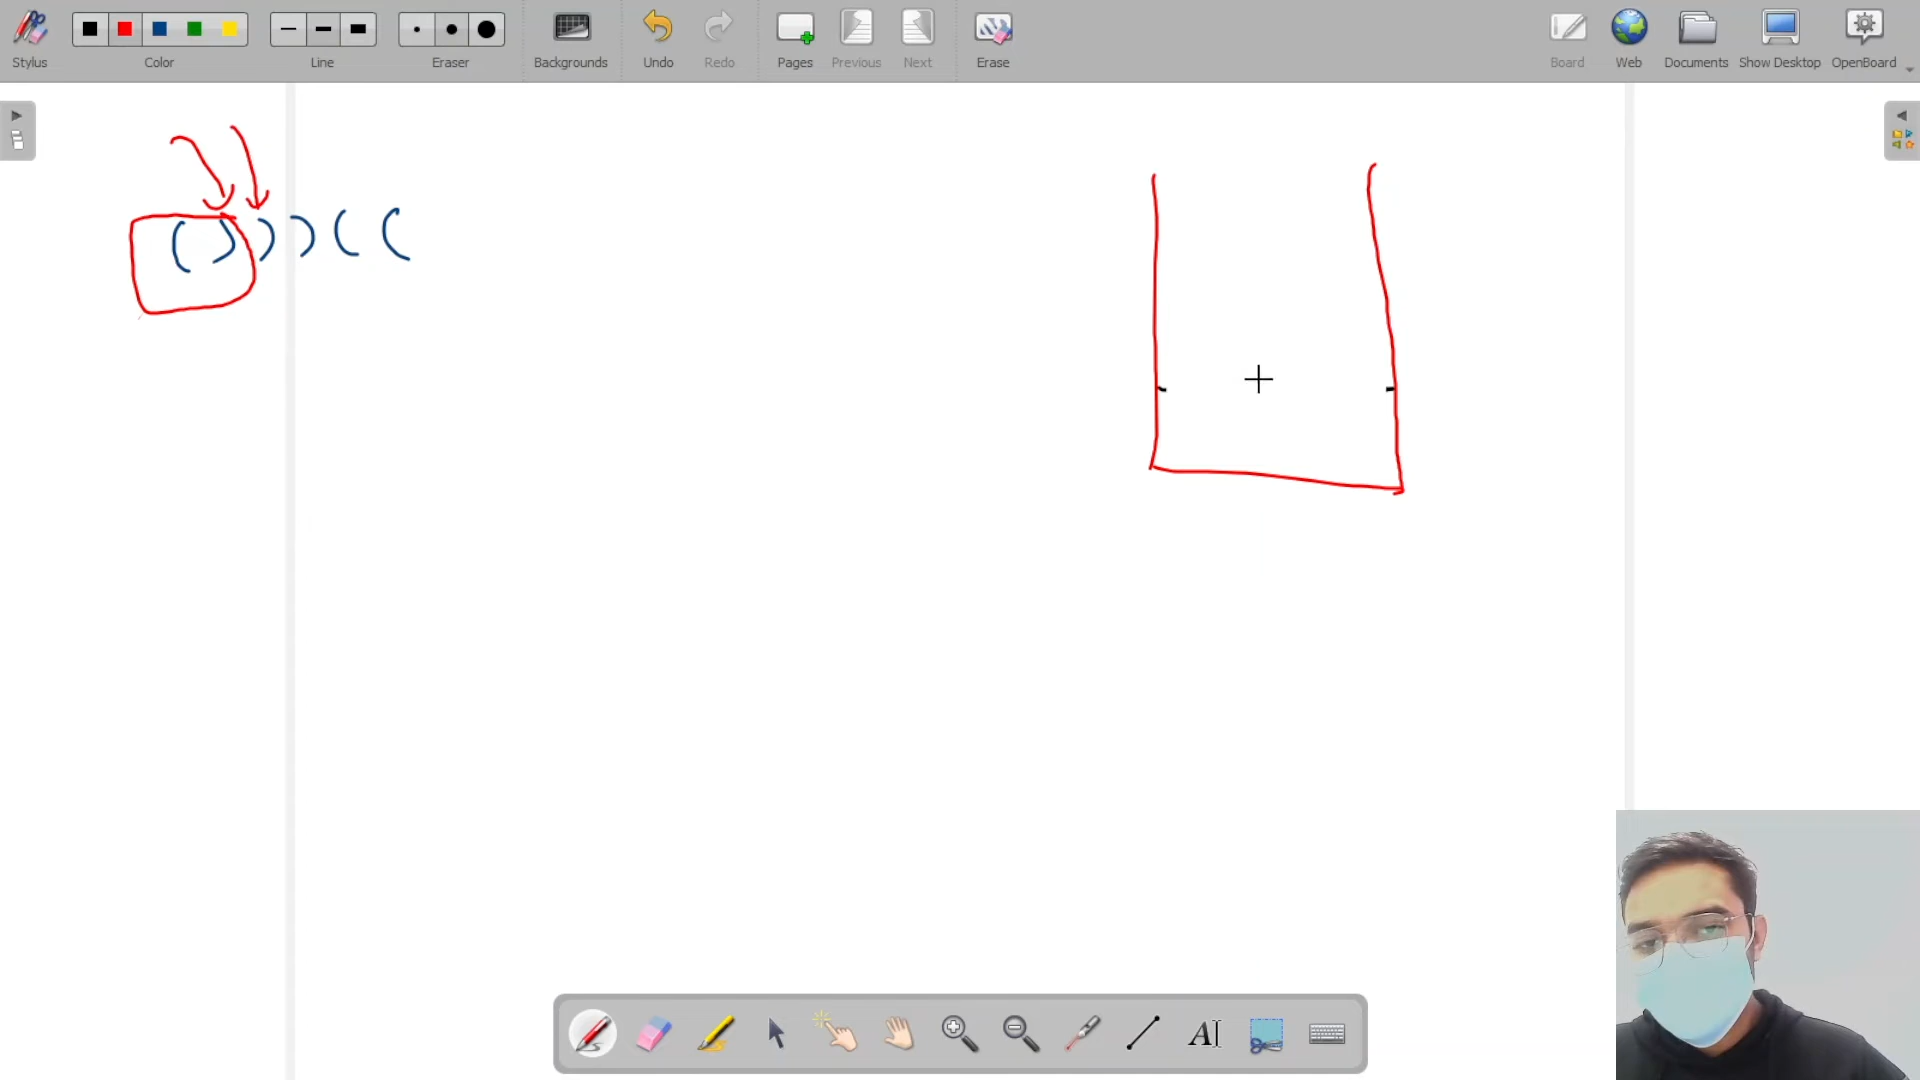 Stylus
Color
Line
Eraser
Backgrounds
Undo
Redo
Pages
Previous
Next
Erase
Board
Web
Documents
Show Desktop
OpenBoard
( ) ) ) ( (
A